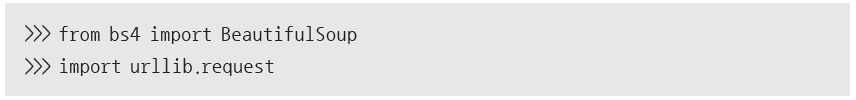 >>> from bs4 import BeautifulSoup
>>> import urllib.request